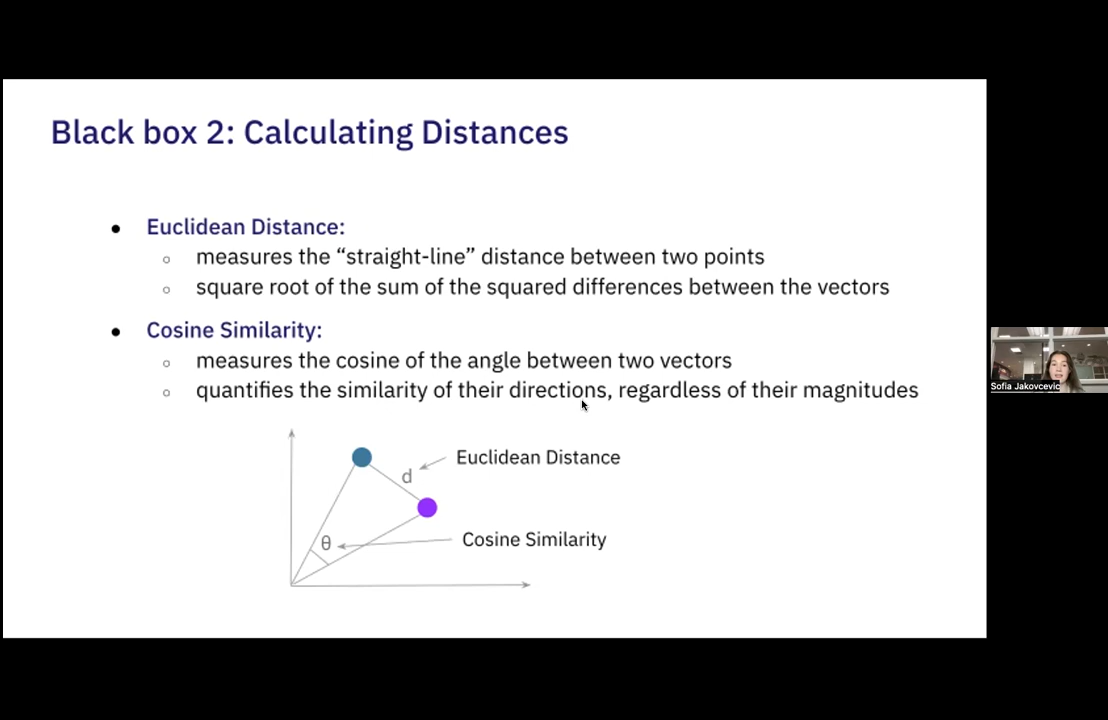 Black box 2: Calculating Distances
● Euclidean Distance:
○ measures the “straight-line” distance between two points
○ square root of the sum of the squared differences between the vectors
● Cosine Similarity:
○ measures the cosine of the angle between two vectors
○ quantifies the similarity of their directions, regardless of their magnitudes
d
Euclidean Distance
θ
Cosine Similarity
Sofia Jakovcevic